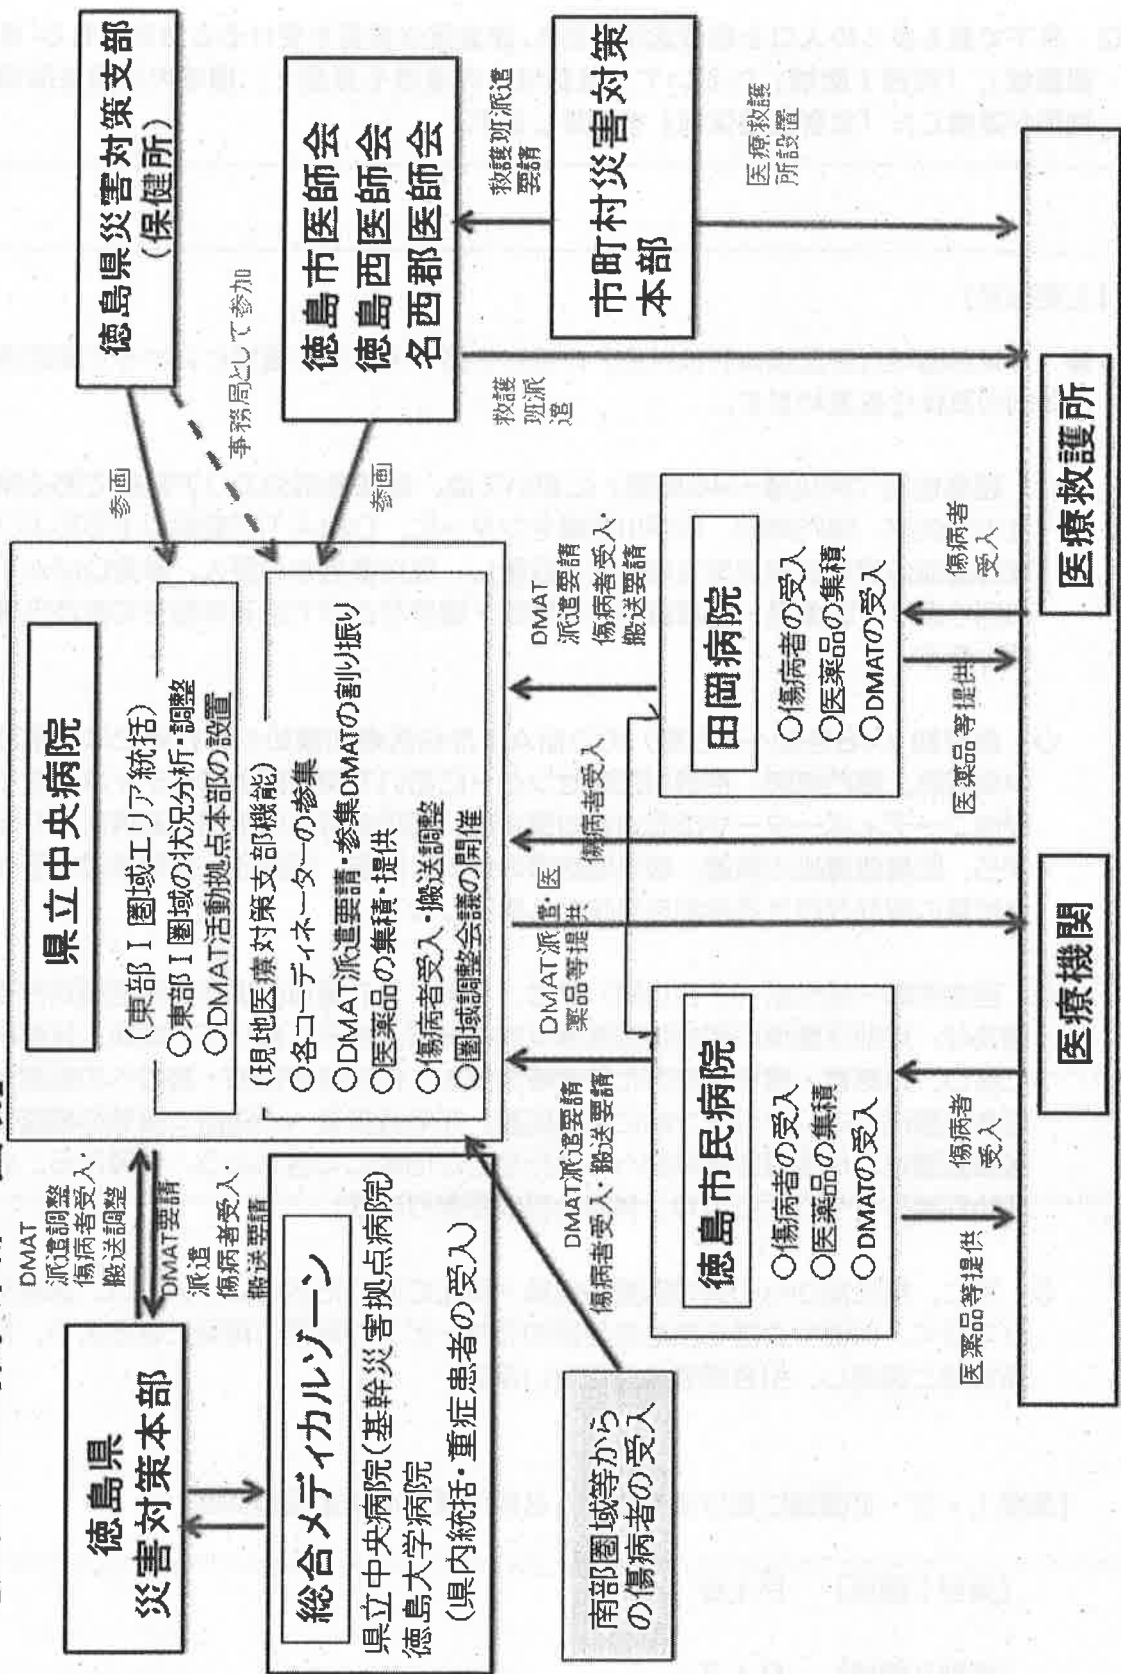 徳島県
災害対策本部
DMAT
派遣調整
傷病者受入・
搬送調整
DMAT要請
派遣
傷病者受入・
搬送要請
県立中央病院
(東部Ⅰ圏域エリア統括)
○東部Ⅰ圏域の状況分析・調整
○DMAT活動拠点本部の設置
(現地医療対策支部機能)
○各コーディネーターの参集
○DMAT派遣要請・参集DMATの割り振り
○医薬品の集積・提供
○傷病者受入・搬送調整
○圏域調整会議の開催
徳島県災害対策支部
(保健所)
参画
事務局として参加
総合メディカルゾーン
県立中央病院(基幹災害拠点病院)
徳島大学病院
(県内統括・重症患者の受入)
徳島市医師会
徳島西医師会
名西郡医師会
参画
救護班派遣
要請
救護
班派
遣
市町村災害対策
本部
医療救護
所設置
南部圏域等から
の傷病者の受入
DMAT派遣要請
傷病者受入、搬送要請
DMAT派遣・医
薬品等提供
傷病者受入
DMAT
派遣要請
傷病者受入・
搬送要請
徳島市民病院
○傷病者の受入
○医薬品の集積
○DMATの受入
田岡病院
○傷病者の受入
○医薬品の集積
○DMATの受入
医薬品等提供
傷病者
受入
医薬品等提供
傷病者
受入
医療機関
医療救護所